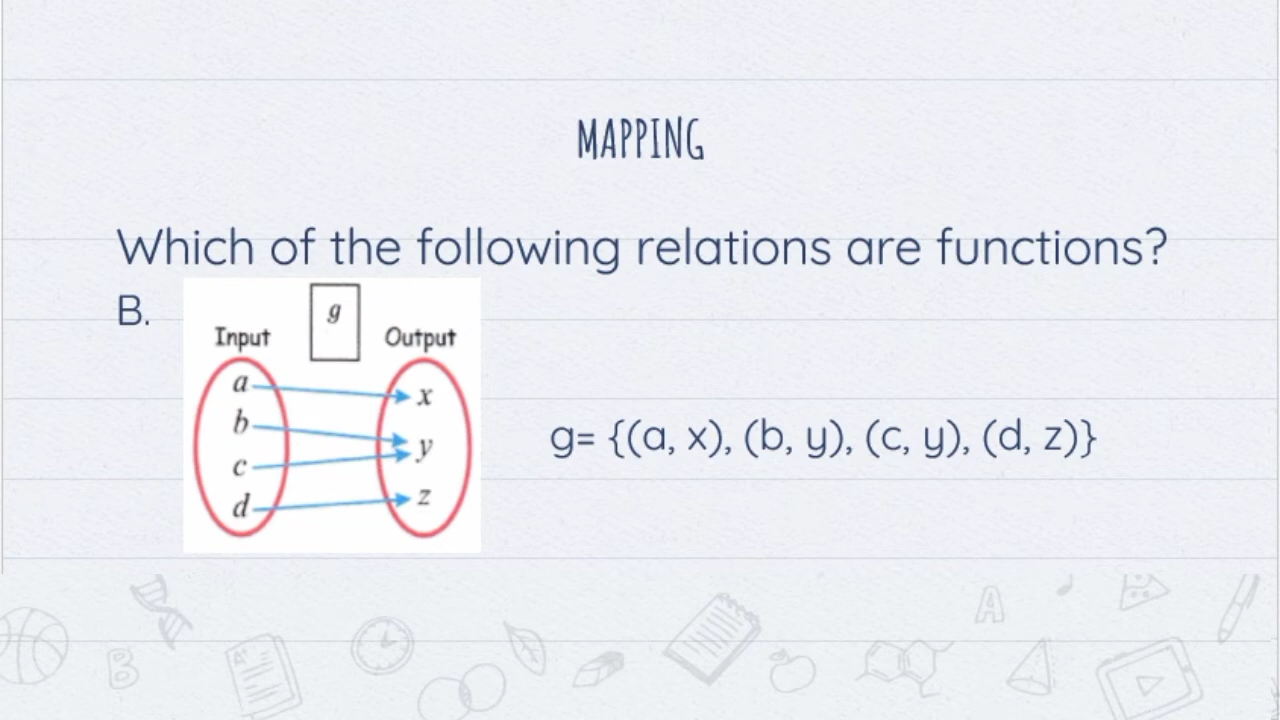 MAPPING
Which of the following relations are functions?
B.
g
Input Output
a x
b y
c z
d
g= {(a, x), (b, y), (c, y), (d, z)}
A
B
A+